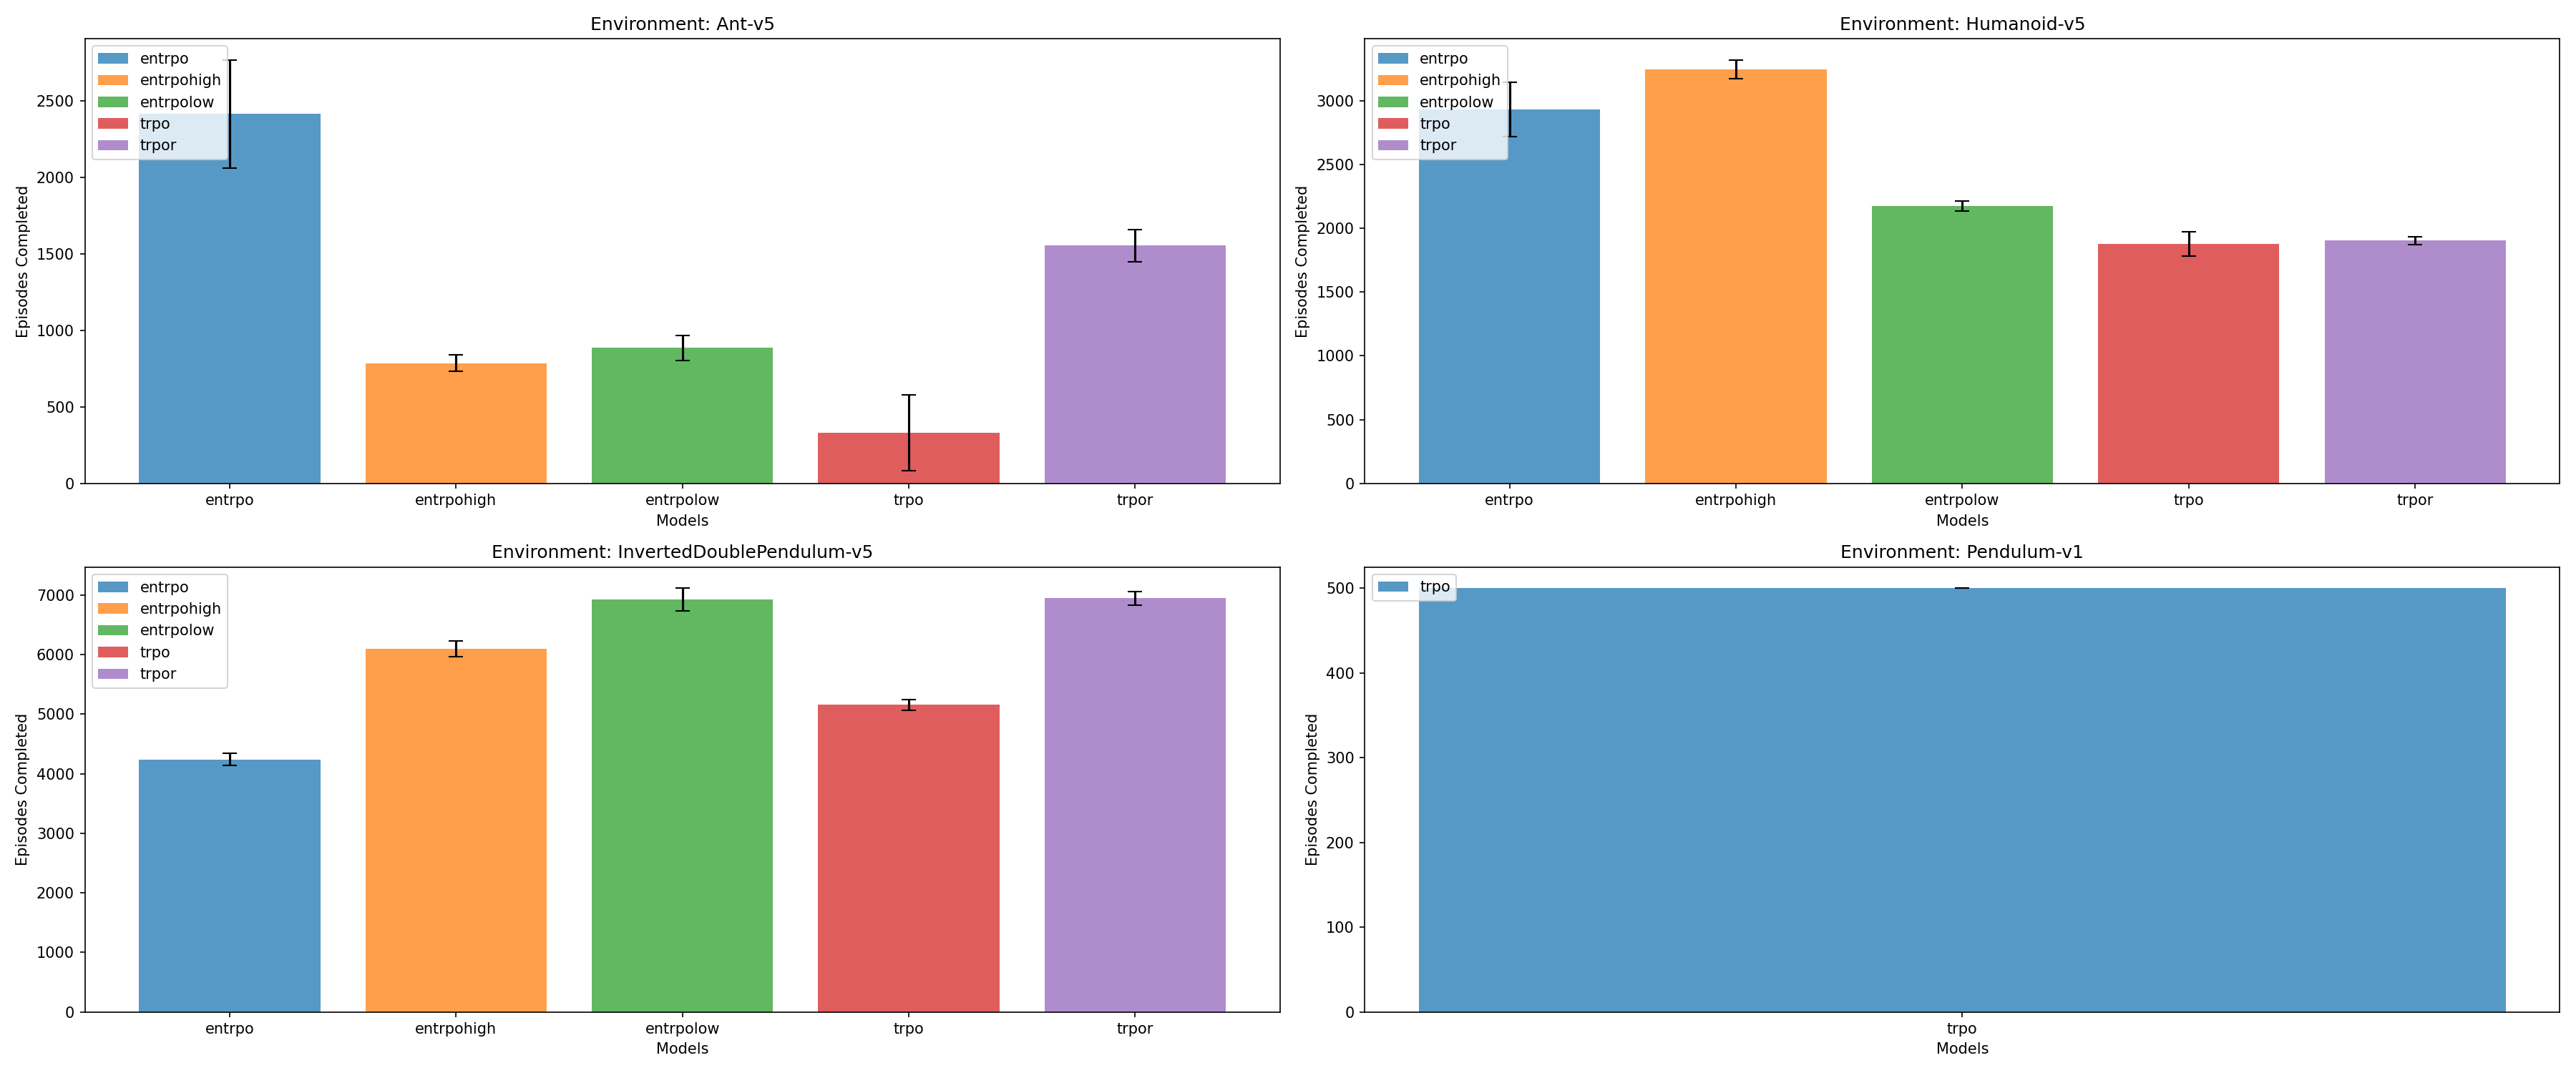 Environment: Ant-v5
entrpo
entrpohigh
entrpolow
trpo
trpor
Episodes Completed
2500
2000
1500
1000
500
0
entrpo entrpohigh entrpolow trpo trpor
Models
Environment: Humanoid-v5
entrpo
entrpohigh
entrpolow
trpo
trpor
Episodes Completed
3000
2500
2000
1500
1000
500
0
entrpo entrpohigh entrpolow trpo trpor
Models
Environment: InvertedDoublePendulum-v5
entrpo
entrpohigh
entrpolow
trpo
trpor
Episodes Completed
7000
6000
5000
4000
3000
2000
1000
0
entrpo entrpohigh entrpolow trpo trpor
Models
Environment: Pendulum-v1
trpo
Episodes Completed
500
400
300
200
100
0
trpo
Models